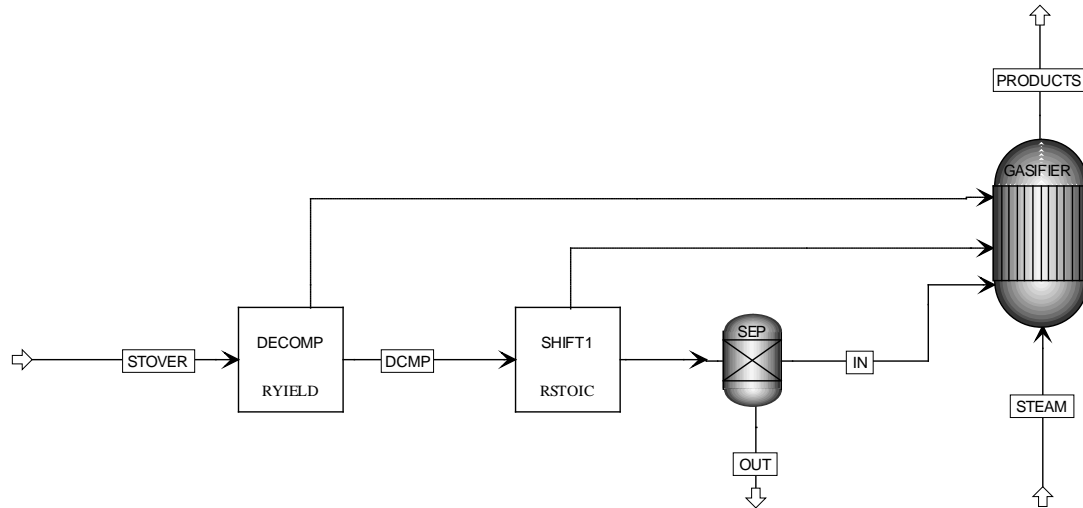 PRODUCTS
GASIFIER
DECOMP
SHIFT1
SEP
STOVER
DCMP
IN
RYIELD
RSTOIC
STEAM
OUT